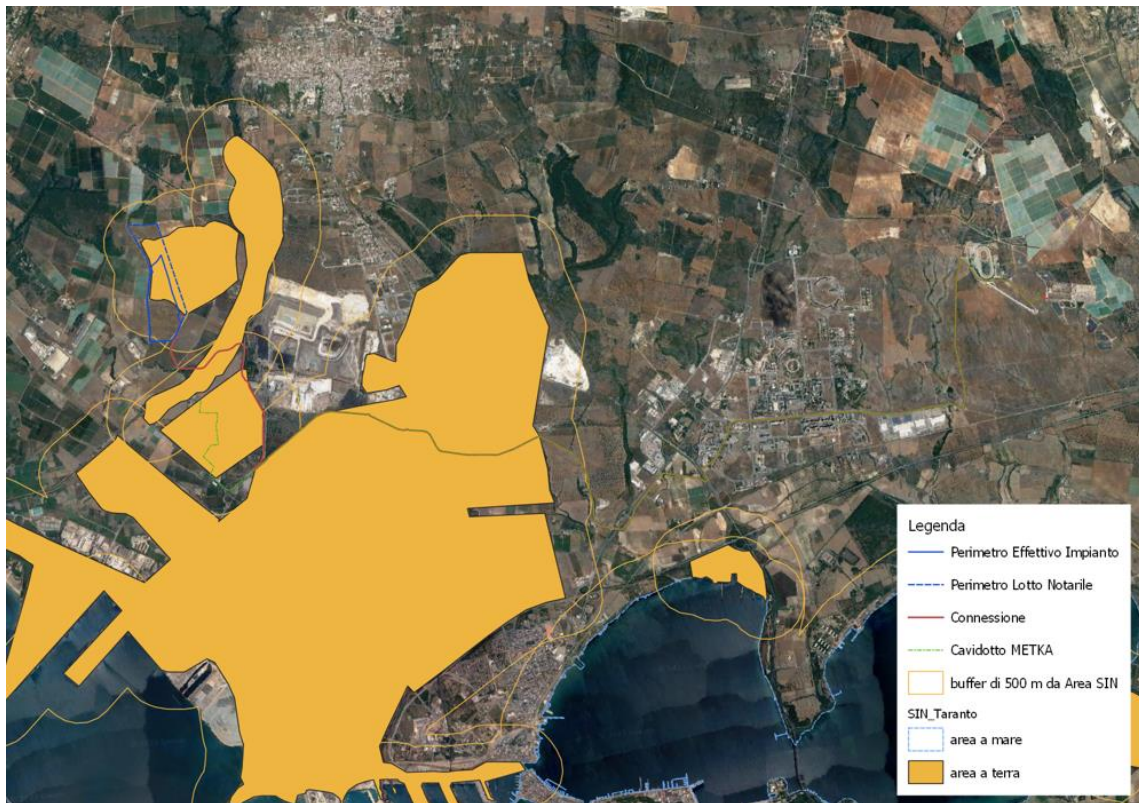 Legenda
Perimetro Effettivo Impianto
Perimetro Lotto Notarile
Connessione
Cavidotto METKA
buffer di 500 m da Area SIN
SIN_Taranto
area a mare
area a terra